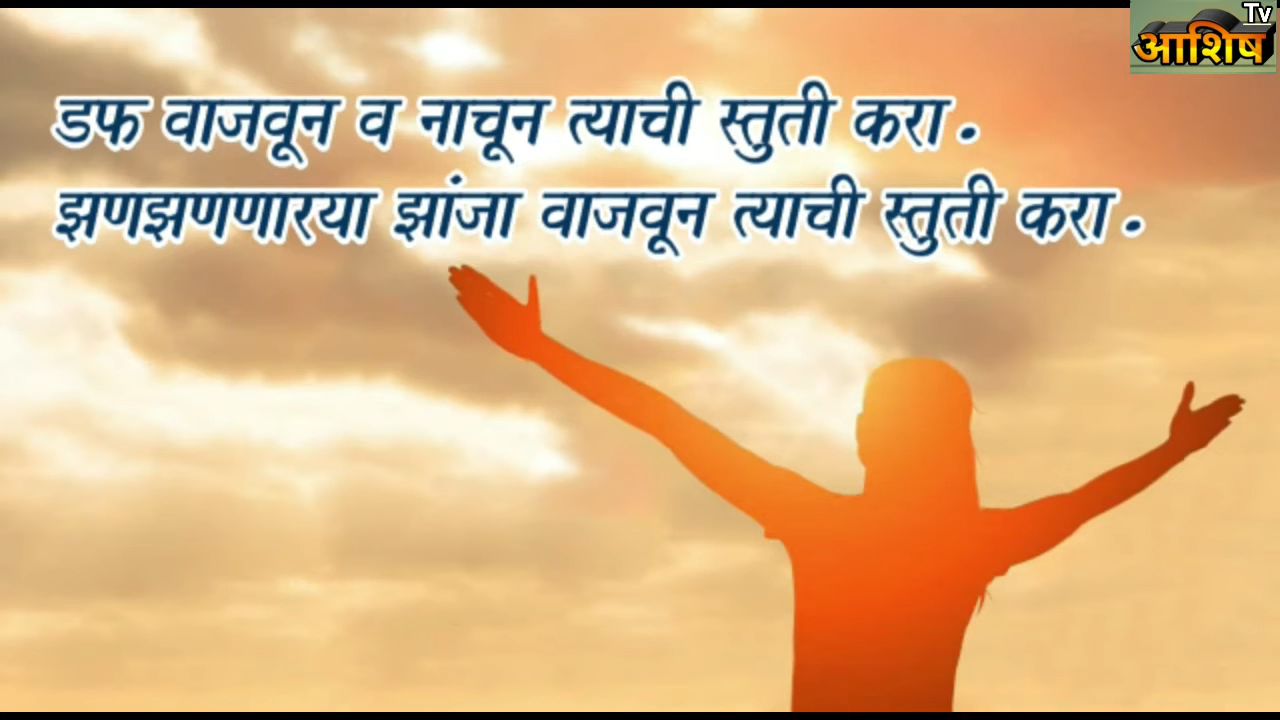 Tv
आशिष
डफ वाजवून व नाचून त्याची स्तुती करा.
झणझणणारया झांजा वाजवून त्याची स्तुती करा.